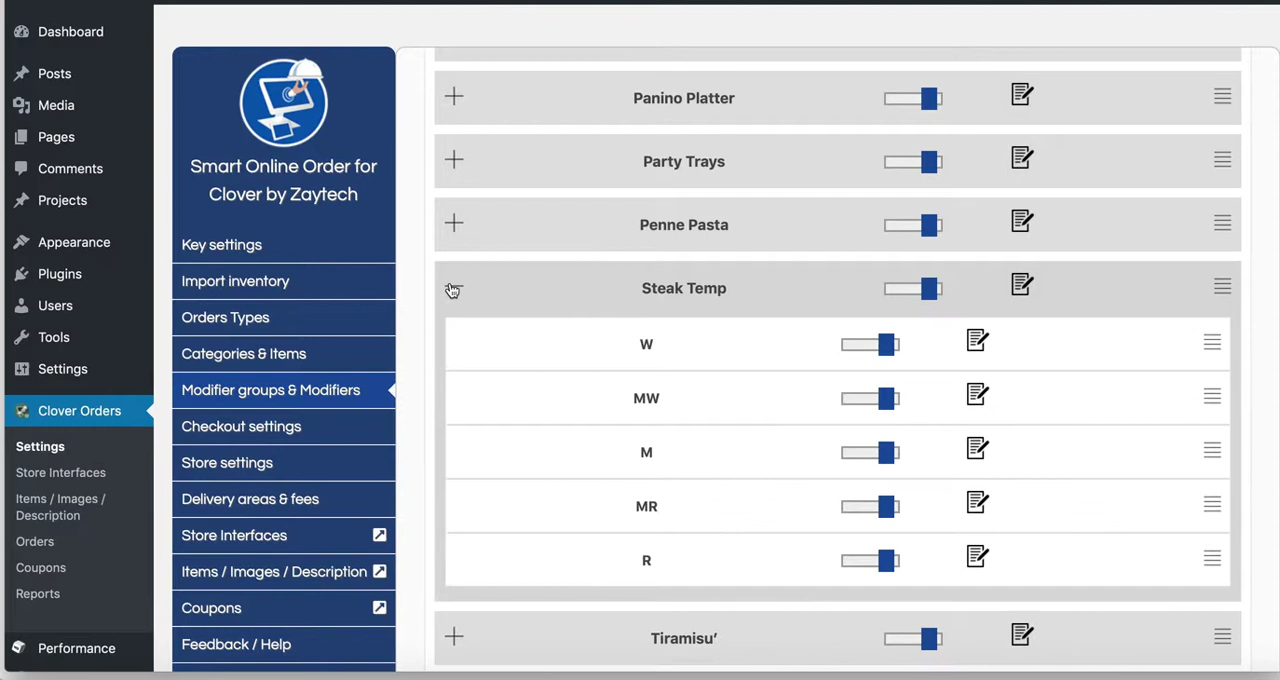 Dashboard
Posts
Media
Pages
Comments
Projects
Appearance
Plugins
Users
Tools
Settings
Clover Orders
Settings
Store Interfaces
Items / Images /
Description
Orders
Coupons
Reports
Performance
Smart Online Order for
Clover by Zaytech
Key settings
Import inventory
Orders Types
Categories & Items
Modifier groups & Modifiers
Checkout settings
Store settings
Delivery areas & fees
Store Interfaces
Items / Images / Description
Coupons
Feedback / Help
Panino Platter
Party Trays
Penne Pasta
Steak Temp
W
MW
M
MR
R
Tiramisu’